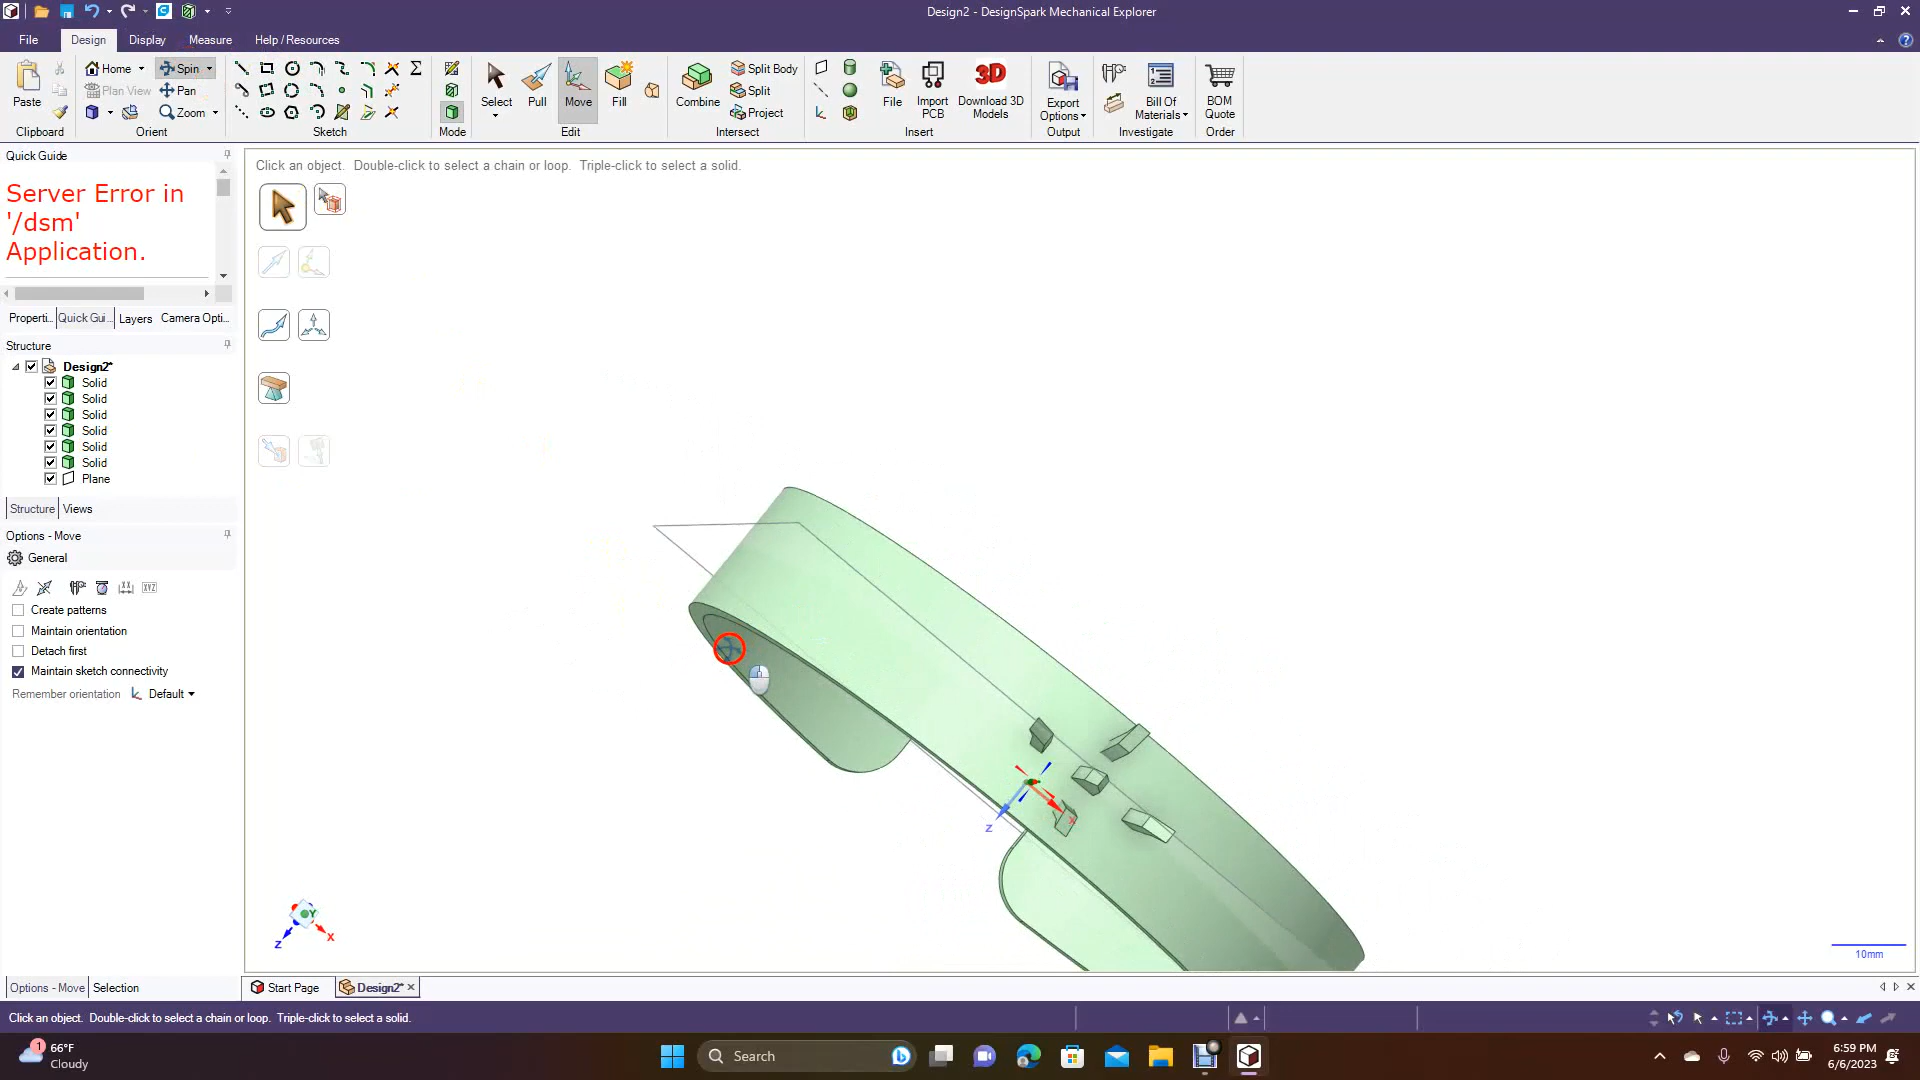 Design2 - DesignSpark Mechanical Explorer
File
Design
Display
Measure
Help / Resources
Paste
Clipboard
Home
Plan View
Spin
Pan
Zoom
Orient
Sketch
Mode
Select
Pull
Move
Fill
Edit
Combine
Split Body
Split
Project
Intersect
File
Import PCB
Download 3D Models
3D
Insert
Export Options
Output
Bill Of Materials
Investigate
BOM Quote
Order
Quick Guide
Server Error in
'/dsm'
Application.
Properti...
Quick Gui...
Layers
Camera Opti...
Structure
Design2*
Solid
Solid
Solid
Solid
Solid
Solid
Plane
Structure
Views
Options - Move
General
XYZ
Create patterns
Maintain orientation
Detach first
Maintain sketch connectivity
Remember orientation
Default
Options - Move
Selection
Click an object. Double-click to select a chain or loop. Triple-click to select a solid.
Z
X
Y
Z
X
10mm
Start Page
Design2*
Click an object. Double-click to select a chain or loop. Triple-click to select a solid.
1
66°F
Cloudy
Search
6:59 PM
6/6/2023